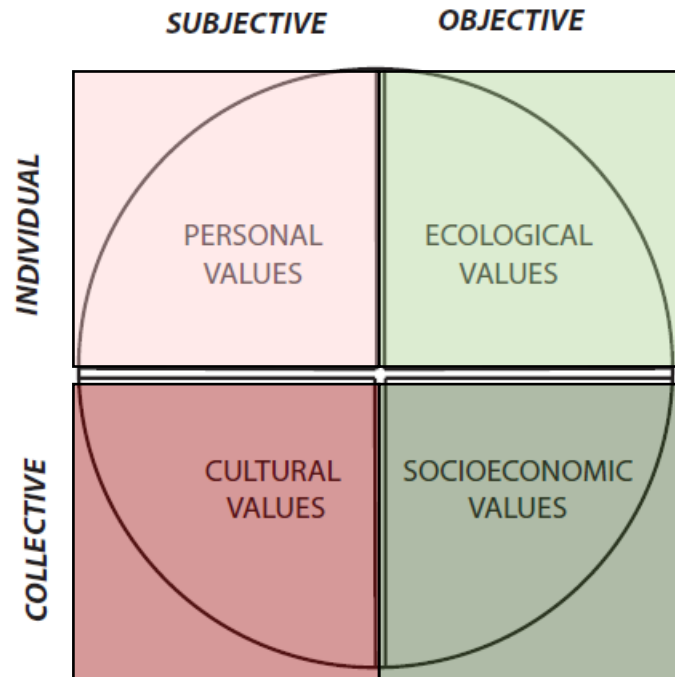 SUBJECTIVE
OBJECTIVE
INDIVIDUAL
PERSONAL
VALUES
ECOLOGICAL
VALUES
COLLECTIVE
CULTURAL
VALUES
SOCIOECONOMIC
VALUES